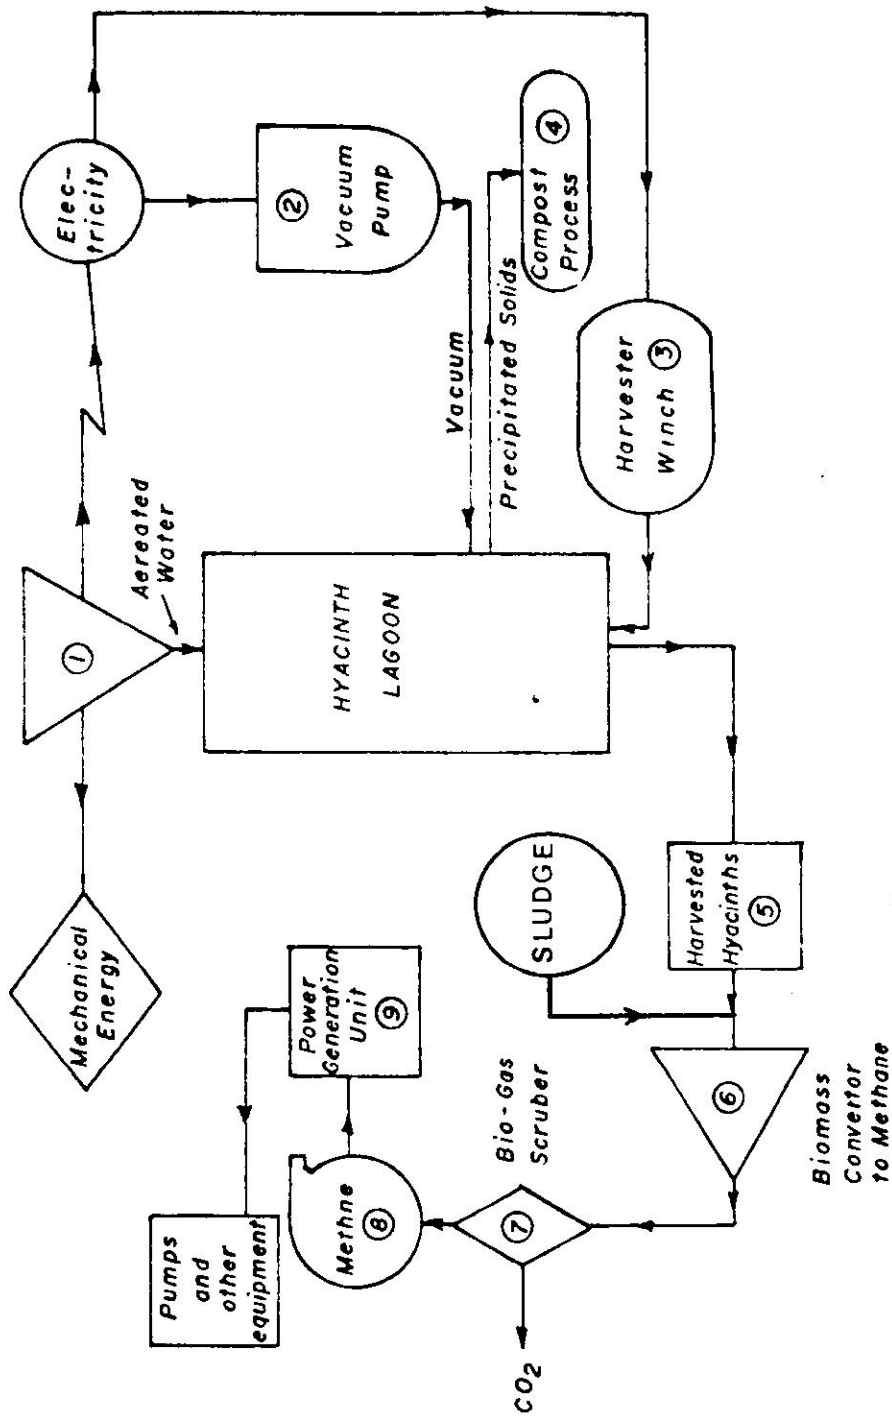 Mechanical
Energy
1
Aereated
Water
Elec-
tricity
Pumps
and
other
equipment
Power
Generation
Unit
9
HYACINTH
LAGOON
2
Vacuum
Pump
Methne
8
Vacuum
Precipitated Solids
Compost 4
Process
CO2
7
Bio-Gas
Scruber
SLUDGE
Harvester
Winch 3
Harvested
Hyacinths
5
6
Biomass
Convertor
to Methane